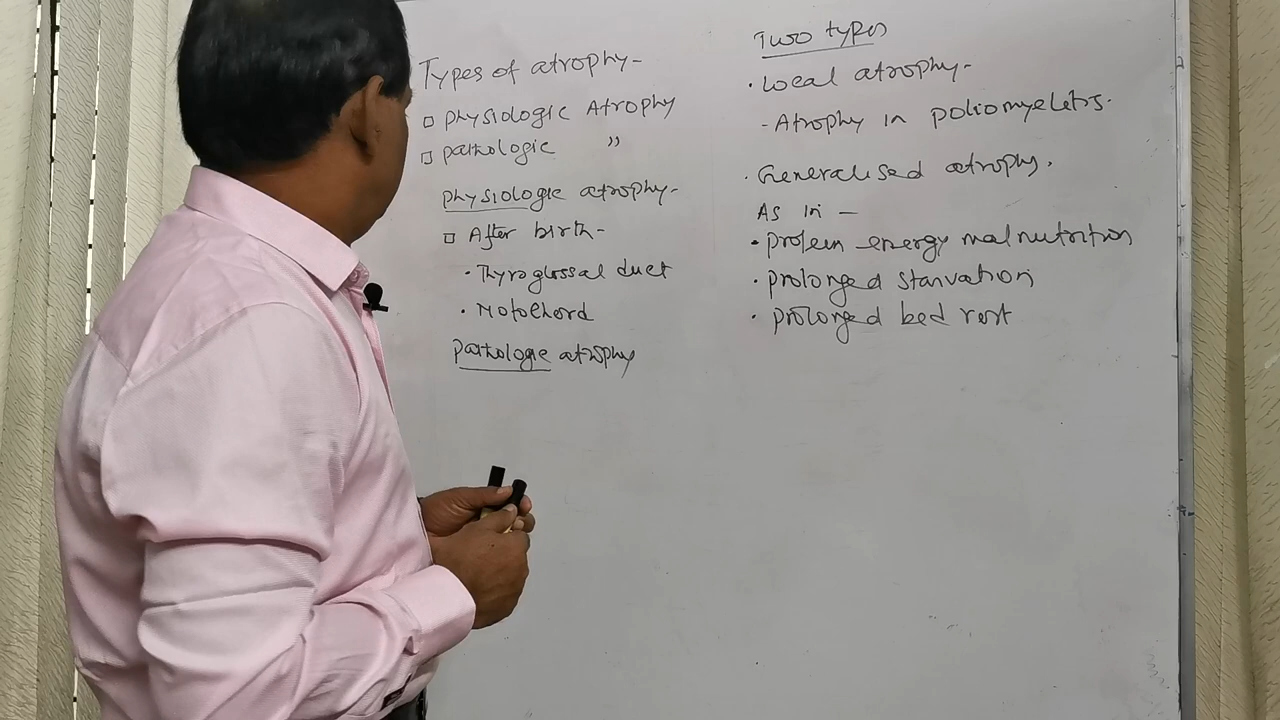 Types of atrophy-
physiologic Atrophy
pathologic "
physiologic atrophy-
After birth-
• Thyroglossal duct
• Notochord
pathologic atrophy
Two types
• Local atrophy-
- Atrophy in poliomyelitis.
• Generalised atrophy.
As in –
• protein energy malnutrition
• prolonged starvation
• prolonged bed rest